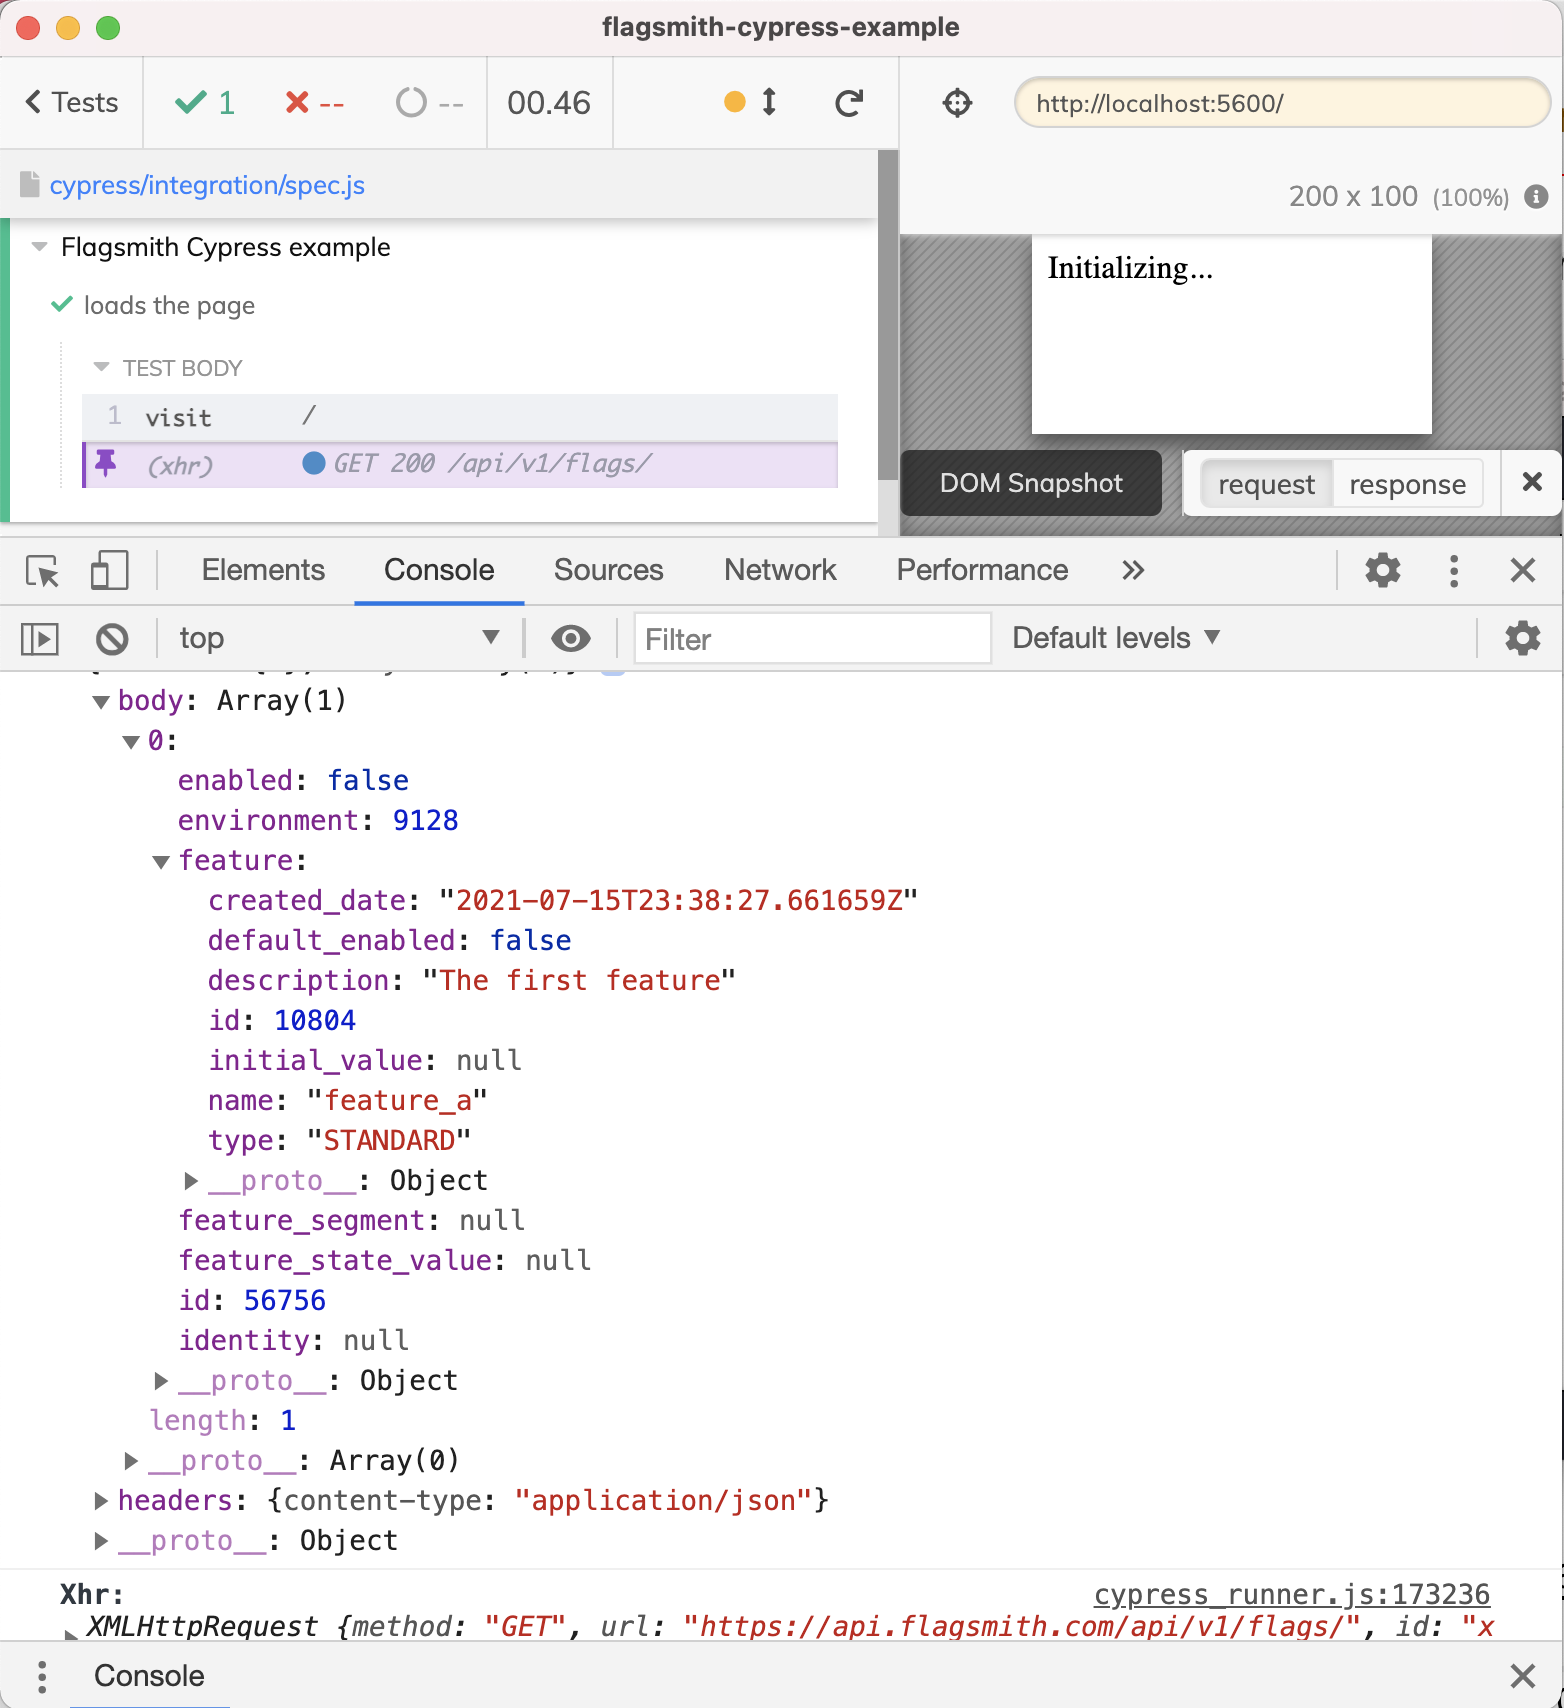 flagsmith-cypress-example
Tests 1 -- -- 00.46
http://localhost:5600/
cypress/integration/spec.js
200 x 100 (100%)
Flagsmith Cypress example
Initializing...
loads the page
TEST BODY
1 visit /
(xhr) GET 200 /api/v1/flags/
DOM Snapshot request response
Elements Console Sources Network Performance
top Filter Default levels
body: Array(1)
0:
enabled: false
environment: 9128
feature:
created_date: "2021-07-15T23:38:27.661659Z"
default_enabled: false
description: "The first feature"
id: 10804
initial_value: null
name: "feature_a"
type: "STANDARD"
__proto__: Object
feature_segment: null
feature_state_value: null
id: 56756
identity: null
__proto__: Object
length: 1
__proto__: Array(0)
headers: {content-type: "application/json"}
__proto__: Object
Xhr: cypress_runner.js:173236
XMLHttpRequest {method: "GET", url: "https://api.flagsmith.com/api/v1/flags/", id: "x
Console